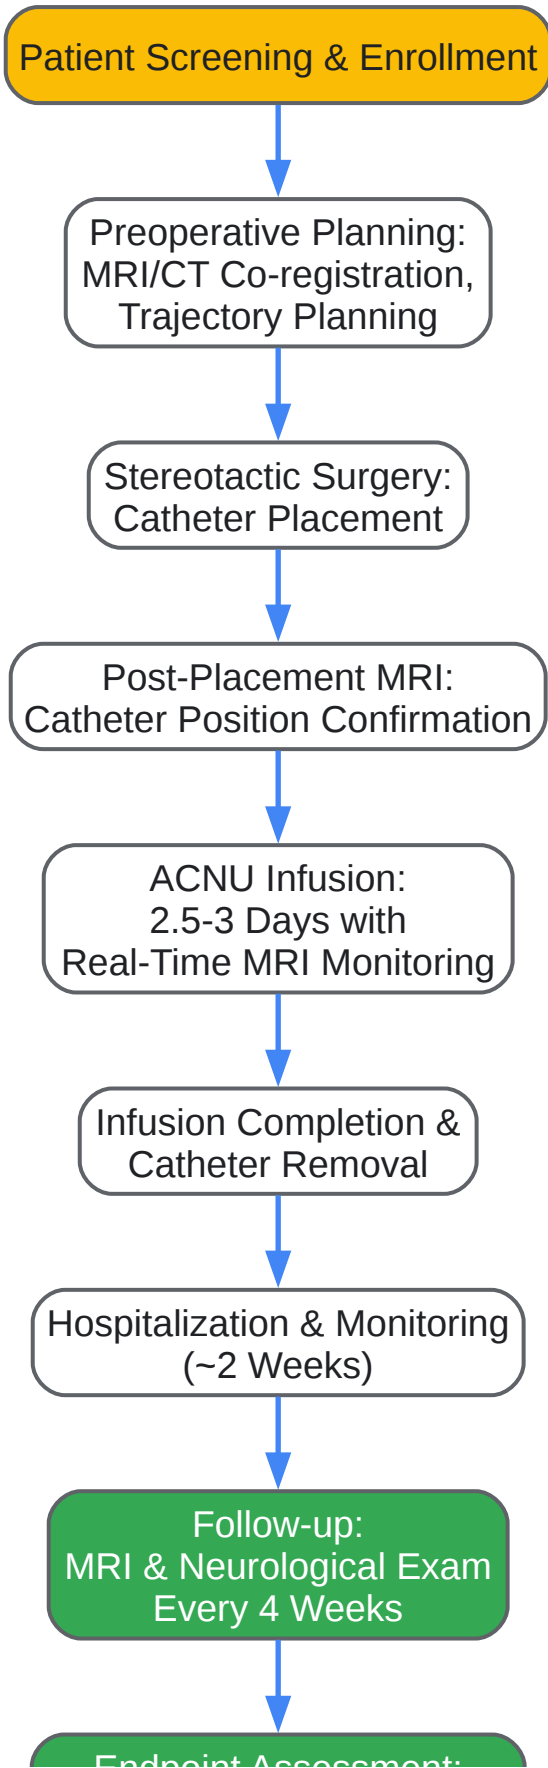 Patient Screening & Enrollment
Preoperative Planning:
MRI/CT Co-registration,
Trajectory Planning
Stereotactic Surgery:
Catheter Placement
Post-Placement MRI:
Catheter Position Confirmation
ACNU Infusion:
2.5-3 Days with
Real-Time MRI Monitoring
Infusion Completion &
Catheter Removal
Hospitalization & Monitoring
(~2 Weeks)
Follow-up:
MRI & Neurological Exam
Every 4 Weeks
Endpoint Assessment: